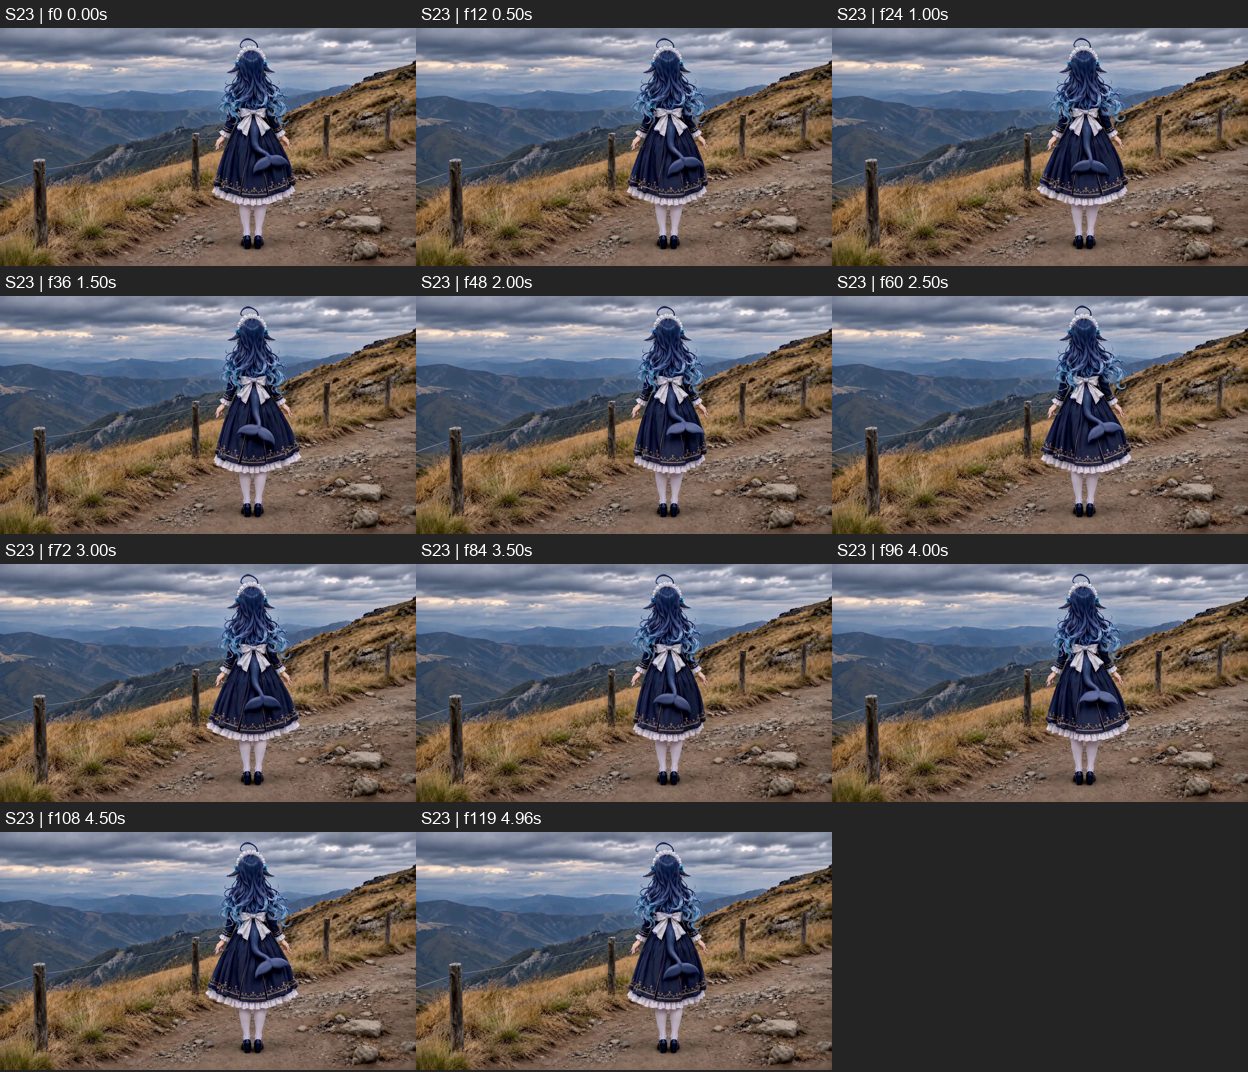 S23 | f0 0.00s
S23 | f12 0.50s
S23 | f24 1.00s
S23 | f36 1.50s
S23 | f48 2.00s
S23 | f60 2.50s
S23 | f72 3.00s
S23 | f84 3.50s
S23 | f96 4.00s
S23 | f108 4.50s
S23 | f119 4.96s